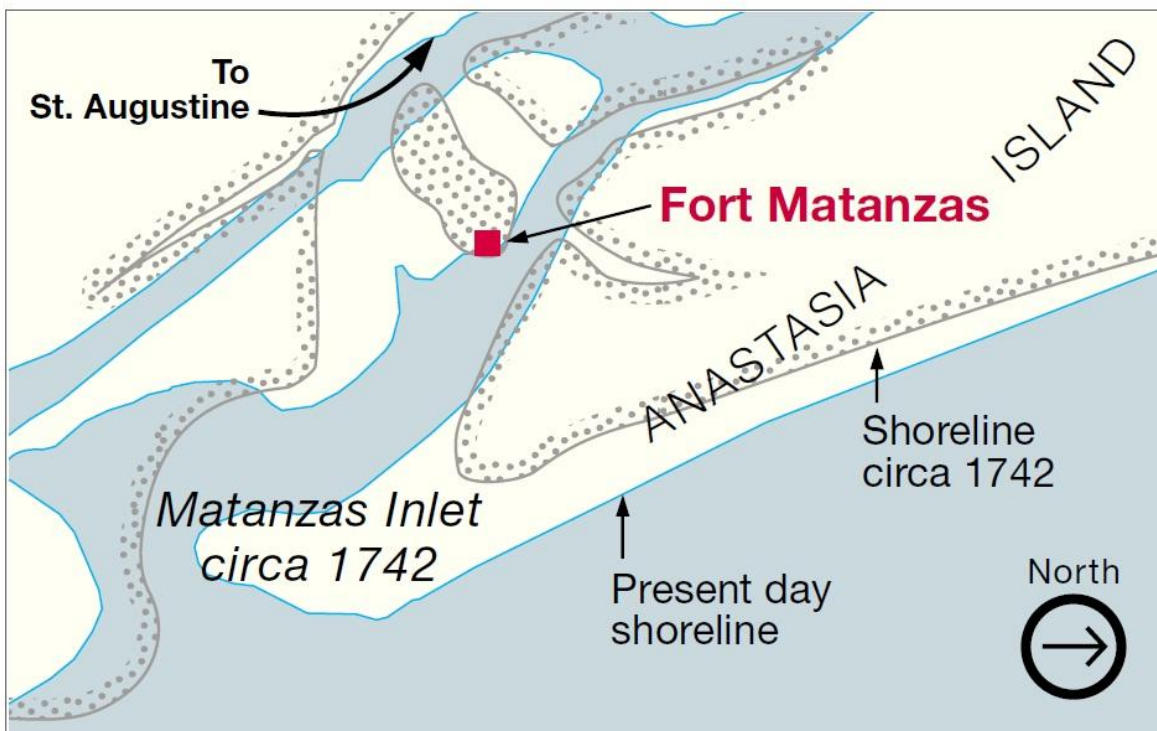 To
St. Augustine
ISLAND
Fort Matanzas
ANASTASIA
Shoreline
circa 1742
Matanzas Inlet
circa 1742
Present day
shoreline
North